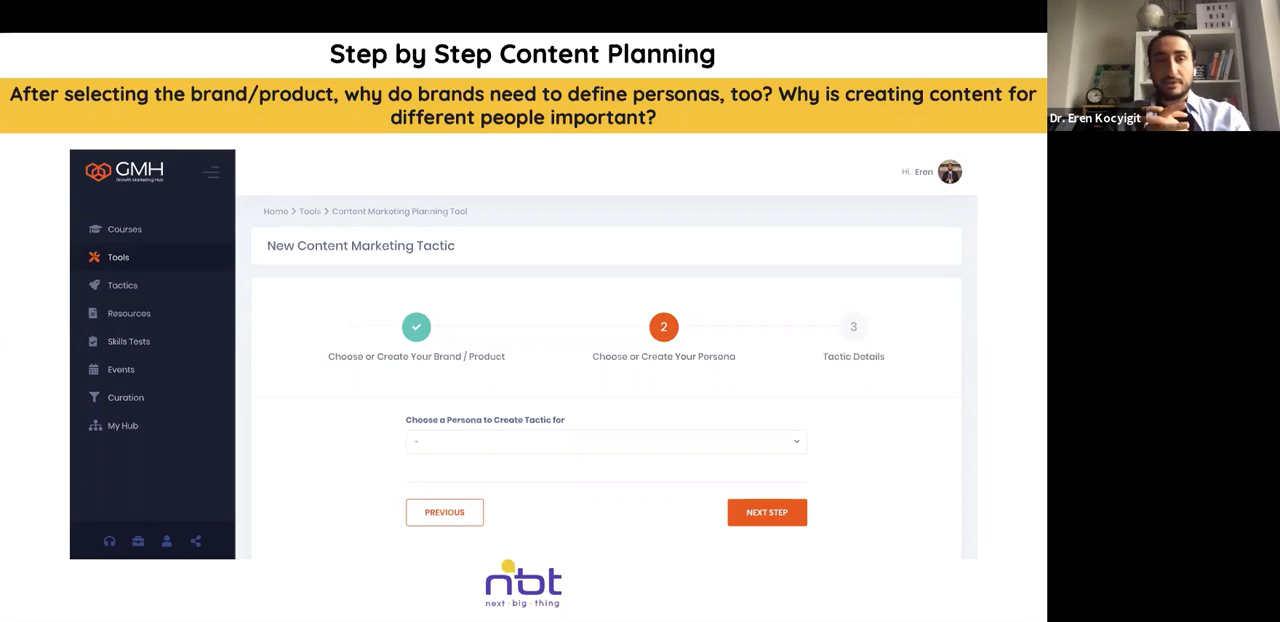 Step by Step Content Planning
After selecting the brand/product, why do brands need to define personas, too? Why is creating content for
different people important?
NEXT
BIG
THING
Dr. Eren Kocyigit
GMH
Growth Marketing Hub
Hi, Eren
Courses
Tools
Tactics
Resources
Skills Tests
Events
Curation
My Hub
Home > Tools > Content Marketing Planning Tool
New Content Marketing Tactic
2
3
Choose or Create Your Brand / Product
Choose or Create Your Persona
Tactic Details
Choose a Persona to Create Tactic for
-
PREVIOUS
NEXT STEP
nbt
next · big · thing